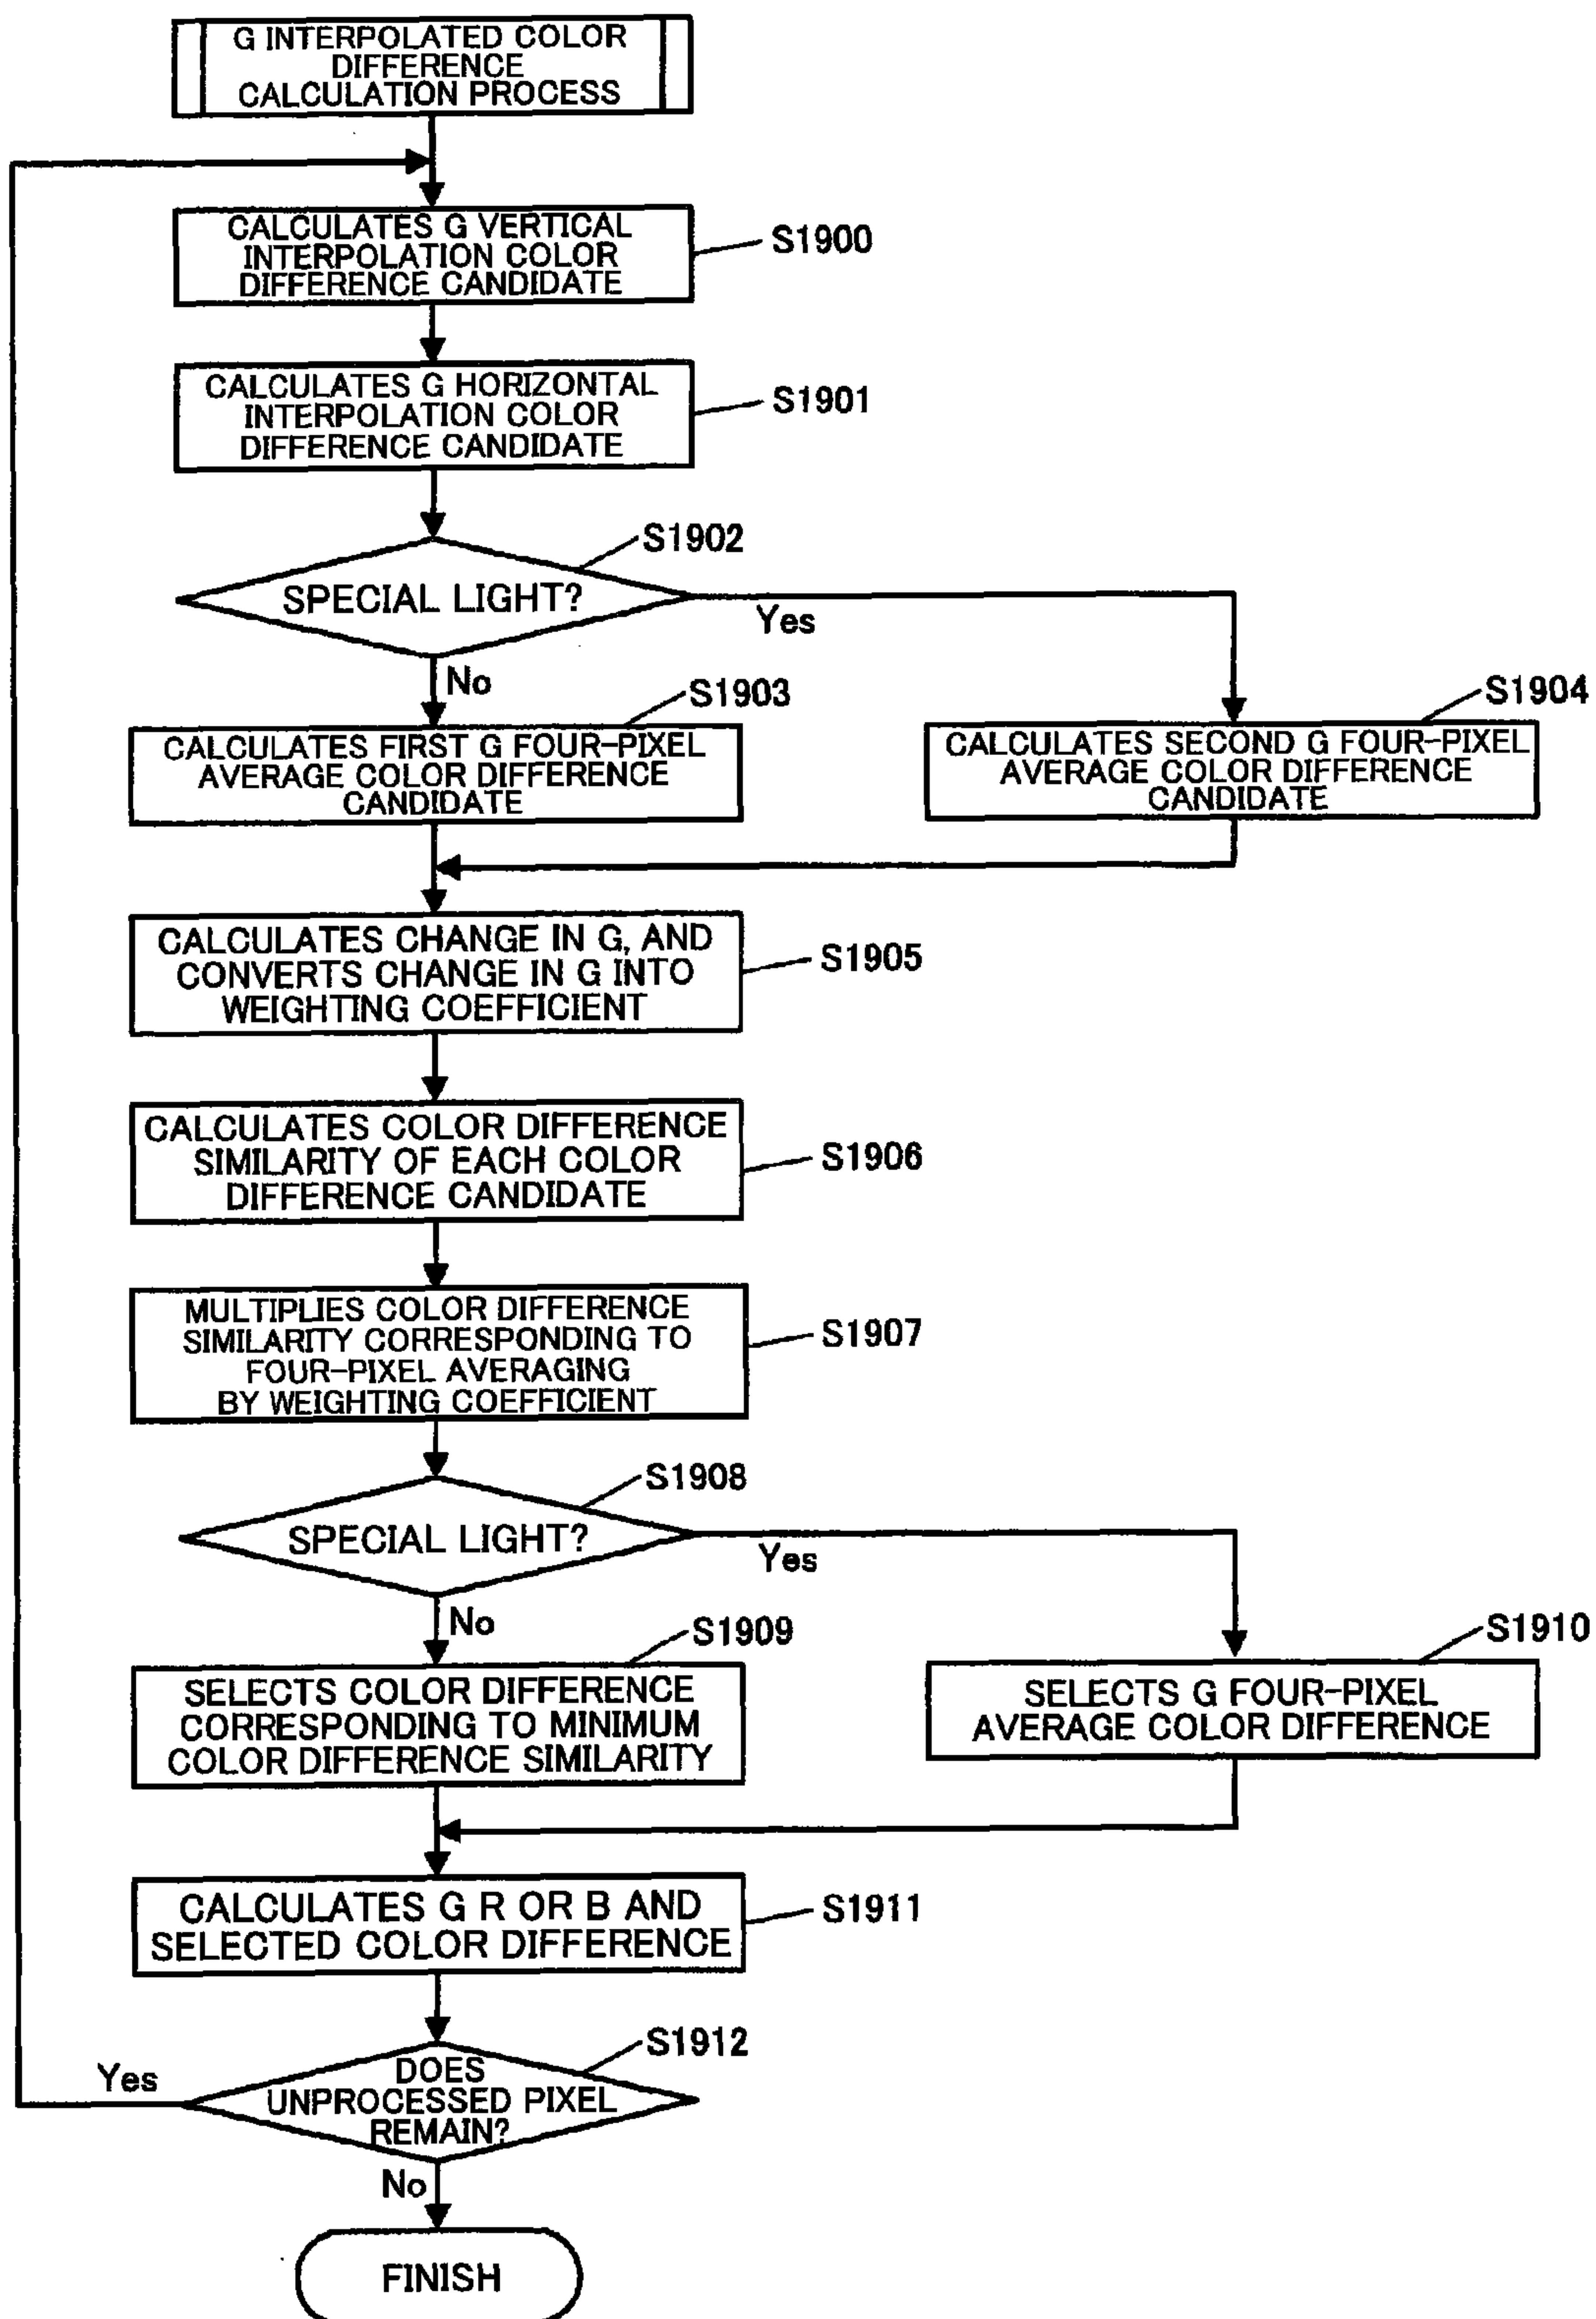 G INTERPOLATED COLOR
DIFFERENCE
CALCULATION PROCESS
CALCULATES G VERTICAL
INTERPOLATION COLOR
DIFFERENCE CANDIDATE
S1900
CALCULATES G HORIZONTAL
INTERPOLATION COLOR
DIFFERENCE CANDIDATE
S1901
S1902
SPECIAL LIGHT?
Yes
No
S1903
CALCULATES FIRST G FOUR-PIXEL
AVERAGE COLOR DIFFERENCE
CANDIDATE
S1904
CALCULATES SECOND G FOUR-PIXEL
AVERAGE COLOR DIFFERENCE
CANDIDATE
CALCULATES CHANGE IN G, AND
CONVERTS CHANGE IN G INTO
WEIGHTING COEFFICIENT
S1905
CALCULATES COLOR DIFFERENCE
SIMILARITY OF EACH COLOR
DIFFERENCE CANDIDATE
S1906
MULTIPLIES COLOR DIFFERENCE
SIMILARITY CORRESPONDING TO
FOUR-PIXEL AVERAGING
BY WEIGHTING COEFFICIENT
S1907
S1908
SPECIAL LIGHT?
Yes
No
S1909
SELECTS COLOR DIFFERENCE
CORRESPONDING TO MINIMUM
COLOR DIFFERENCE SIMILARITY
S1910
SELECTS G FOUR-PIXEL
AVERAGE COLOR DIFFERENCE
CALCULATES G R OR B AND
SELECTED COLOR DIFFERENCE
S1911
S1912
DOES
UNPROCESSED PIXEL
REMAIN?
Yes
No
FINISH